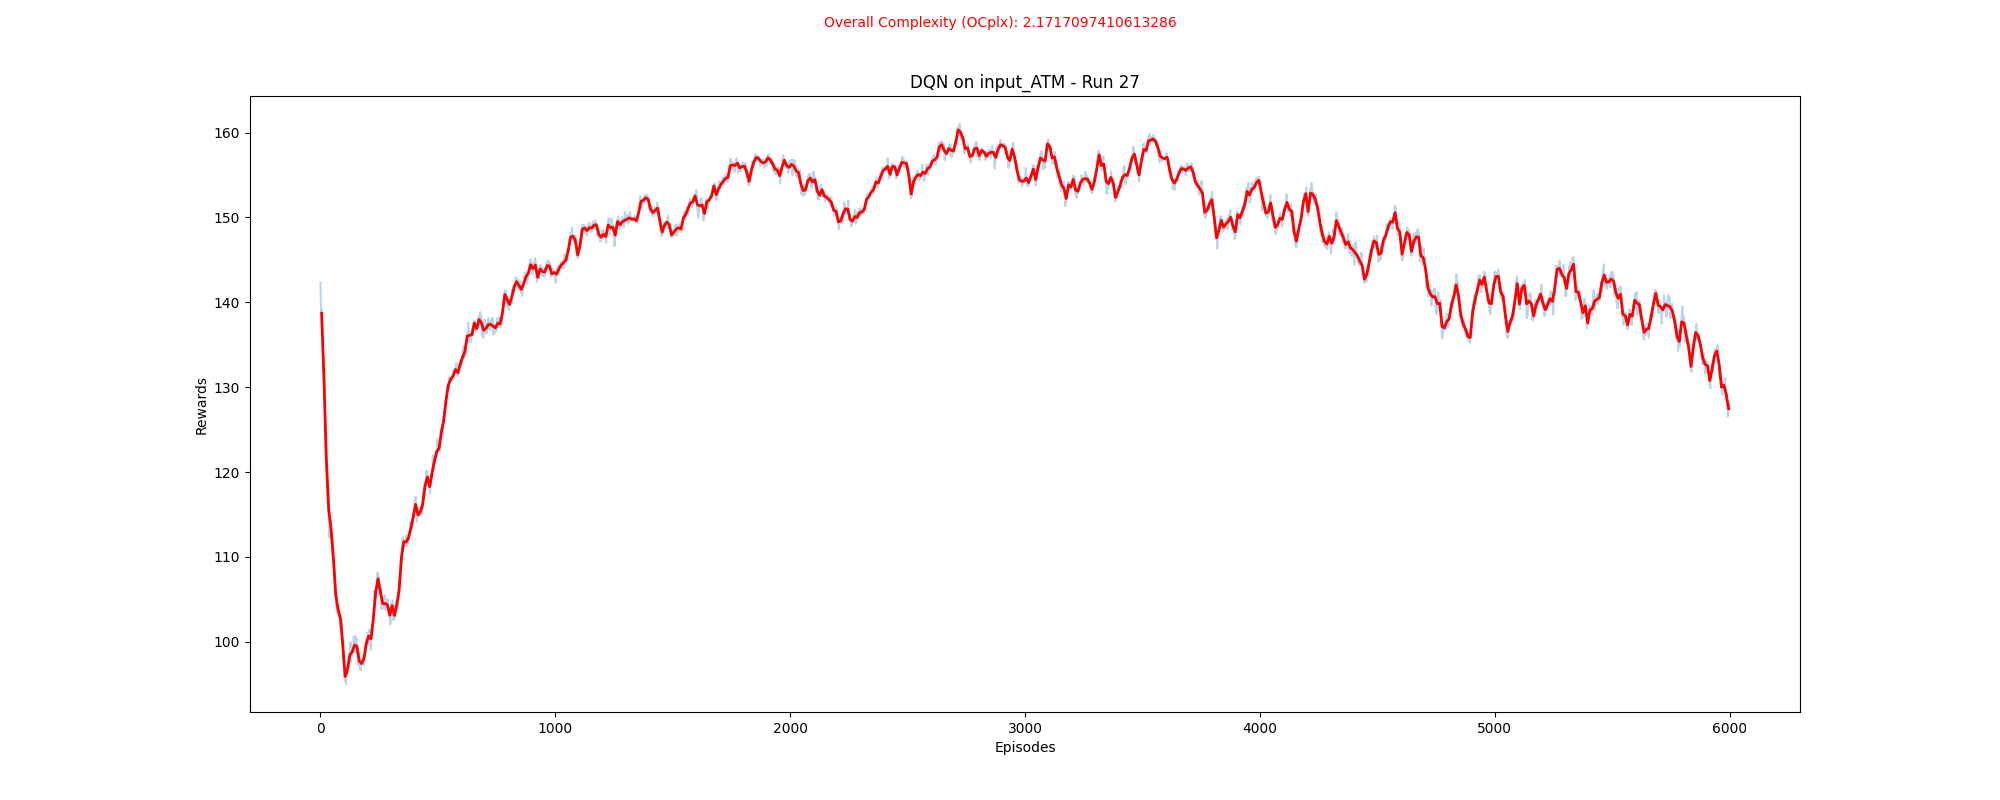 Overall Complexity (OCplx): 2.1717097410613286
DQN on input_ATM - Run 27
160
150
140
130
120
110
100
Rewards
0 1000 2000 3000 4000 5000 6000
Episodes